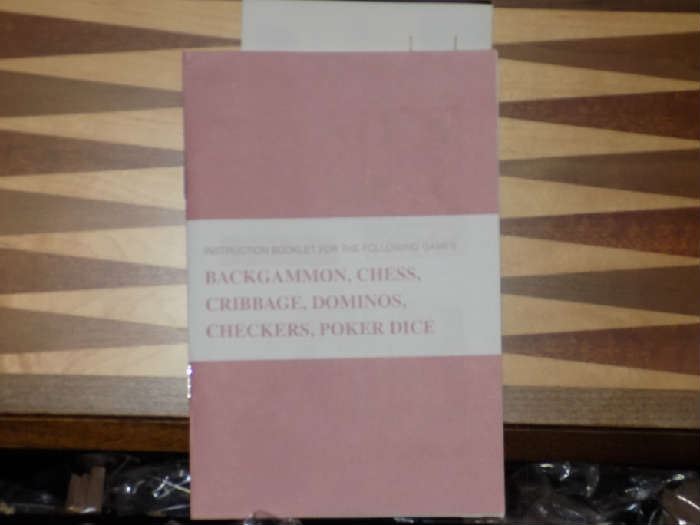 INSTRUCTION BOOKLET FOR THE FOLLOWING GAMES
BACKGAMMON, CHESS,
CRIBBAGE, DOMINOS,
CHECKERS, POKER DICE